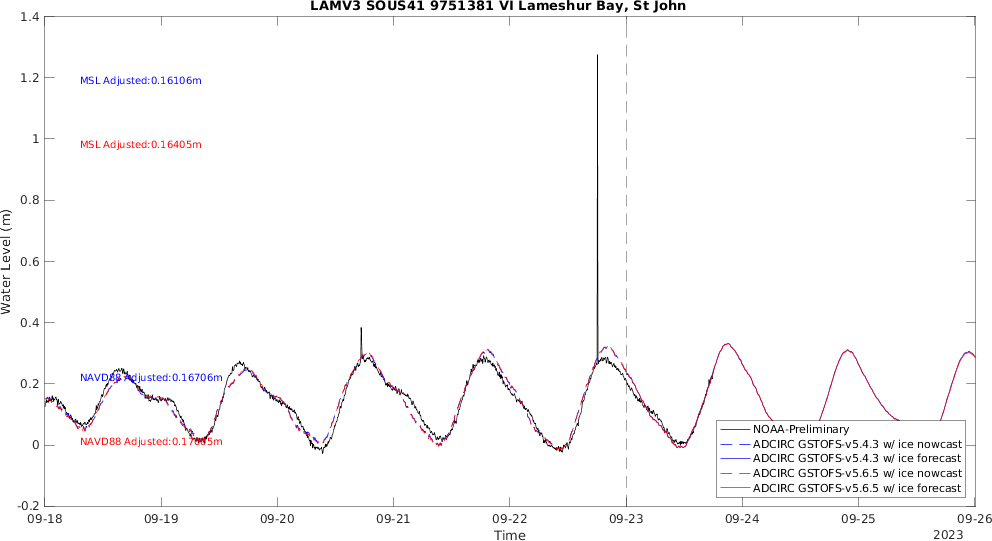 LAMV3 SOUS41 9751381 VI Lameshur Bay, St John
1.4
1.2
1
0.8
0.6
0.4
0.2
0
-0.2
Water Level (m)
MSL Adjusted:0.16106m
MSL Adjusted:0.16405m
NAVD88 Adjusted:0.16706m
NAVD88 Adjusted:0.17005m
NOAA-Preliminary
ADCIRC GSTOFS-v5.4.3 w/ ice nowcast
ADCIRC GSTOFS-v5.4.3 w/ ice forecast
ADCIRC GSTOFS-v5.6.5 w/ ice nowcast
ADCIRC GSTOFS-v5.6.5 w/ ice forecast
09-18 09-19 09-20 09-21 09-22 09-23 09-24 09-25 09-26
Time
2023